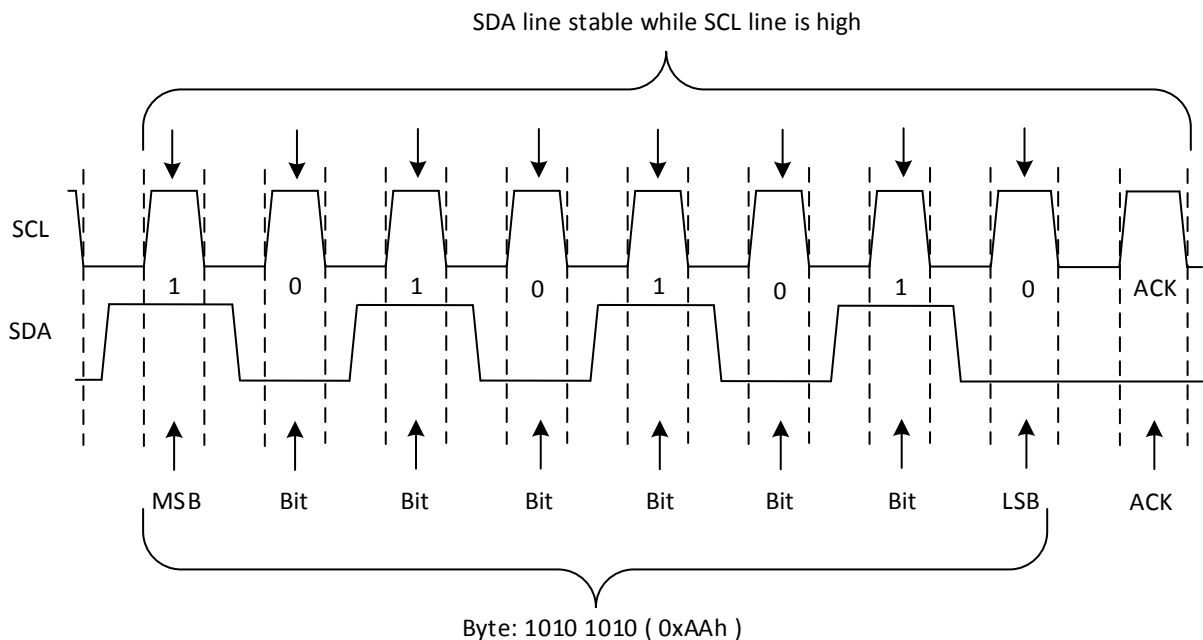 SDA line stable while SCL line is high
SCL
1 0 1 0 1 0 1 0 ACK
SDA
MSB Bit Bit Bit Bit Bit Bit LSB ACK
Byte: 1010 1010 ( 0xAAh )